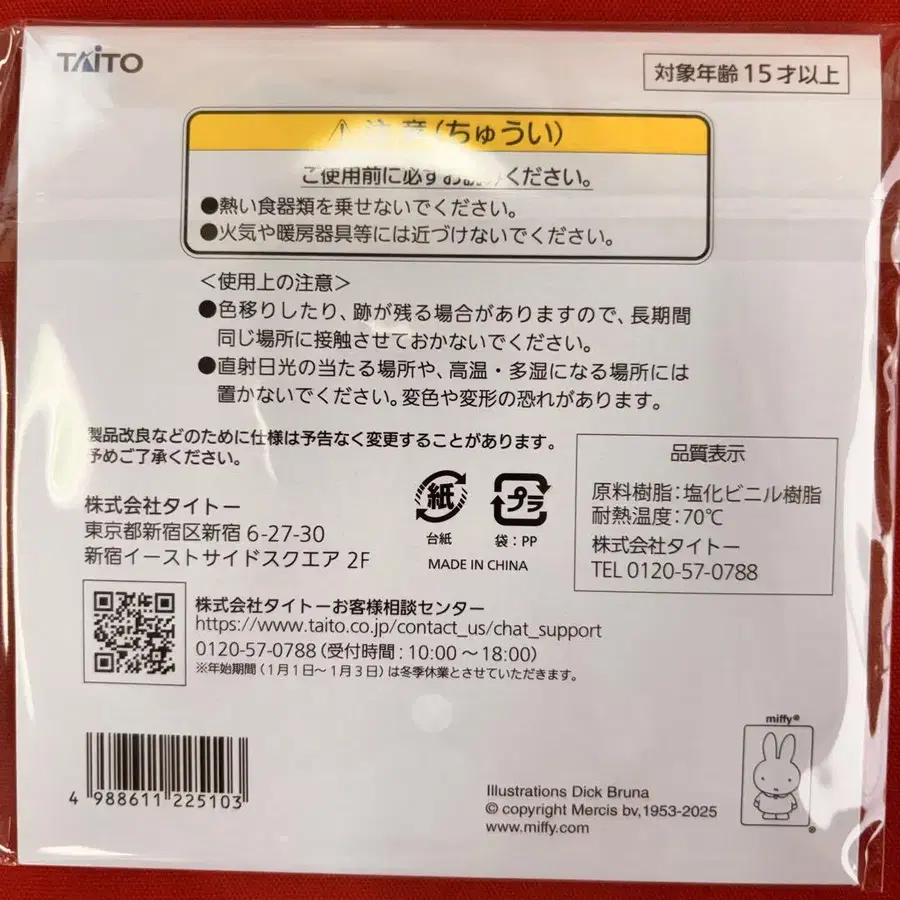 TAITO
対象年齢15才以上
⚠注意(ちゅうい)
ご使用前に必ずお読みください。
●熱い食器類を乗せないでください。
●火気や暖房器具等には近づけないでください。
＜使用上の注意＞
●色移りしたり、跡が残る場合がありますので、長期間
同じ場所に接触させておかないでください。
●直射日光の当たる場所や、高温・多湿になる場所には
置かないでください。変色や変形の恐れがあります。
製品改良などのために仕様は予告なく変更することがあります。
予めご了承ください。
株式会社タイトー
東京都新宿区新宿 6-27-30
新宿イーストサイドスクエア 2F
紙
台紙
プラ
袋：PP
MADE IN CHINA
品質表示
原料樹脂：塩化ビニル樹脂
耐熱温度：70℃
株式会社タイトー
TEL 0120-57-0788
株式会社タイトーお客様相談センター
https://www.taito.co.jp/contact_us/chat_support
0120-57-0788（受付時間：10:00～18:00）
※年始期間（1月1日～1月3日）は冬季休業とさせていただきます。
4 988611 225103
miffy®
®
Illustrations Dick Bruna
© copyright Mercis bv,1953-2025
www.miffy.com